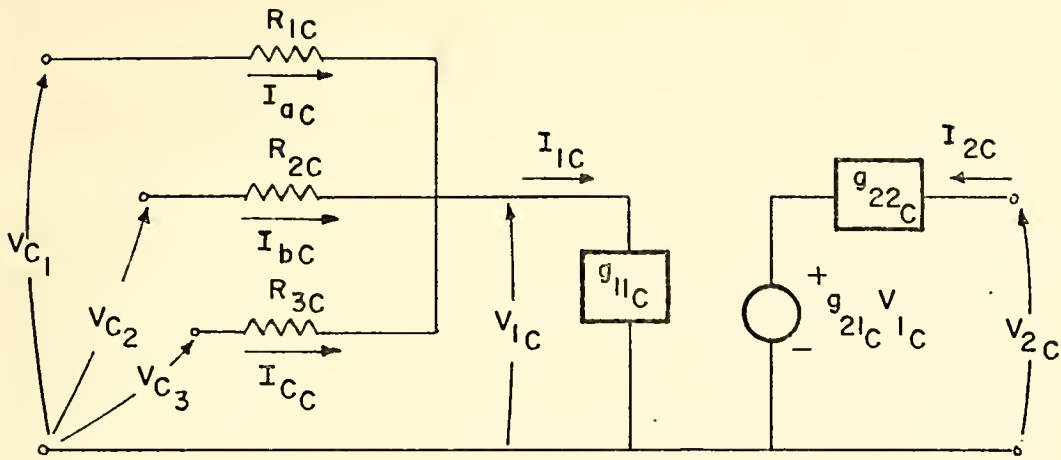 R1C
IaC
R2C
IbC
R3C
ICC
VC1
VC2
VC3
I1C
V1C
g11C
g22C
I2C
+
g21C V1C
−
V2C